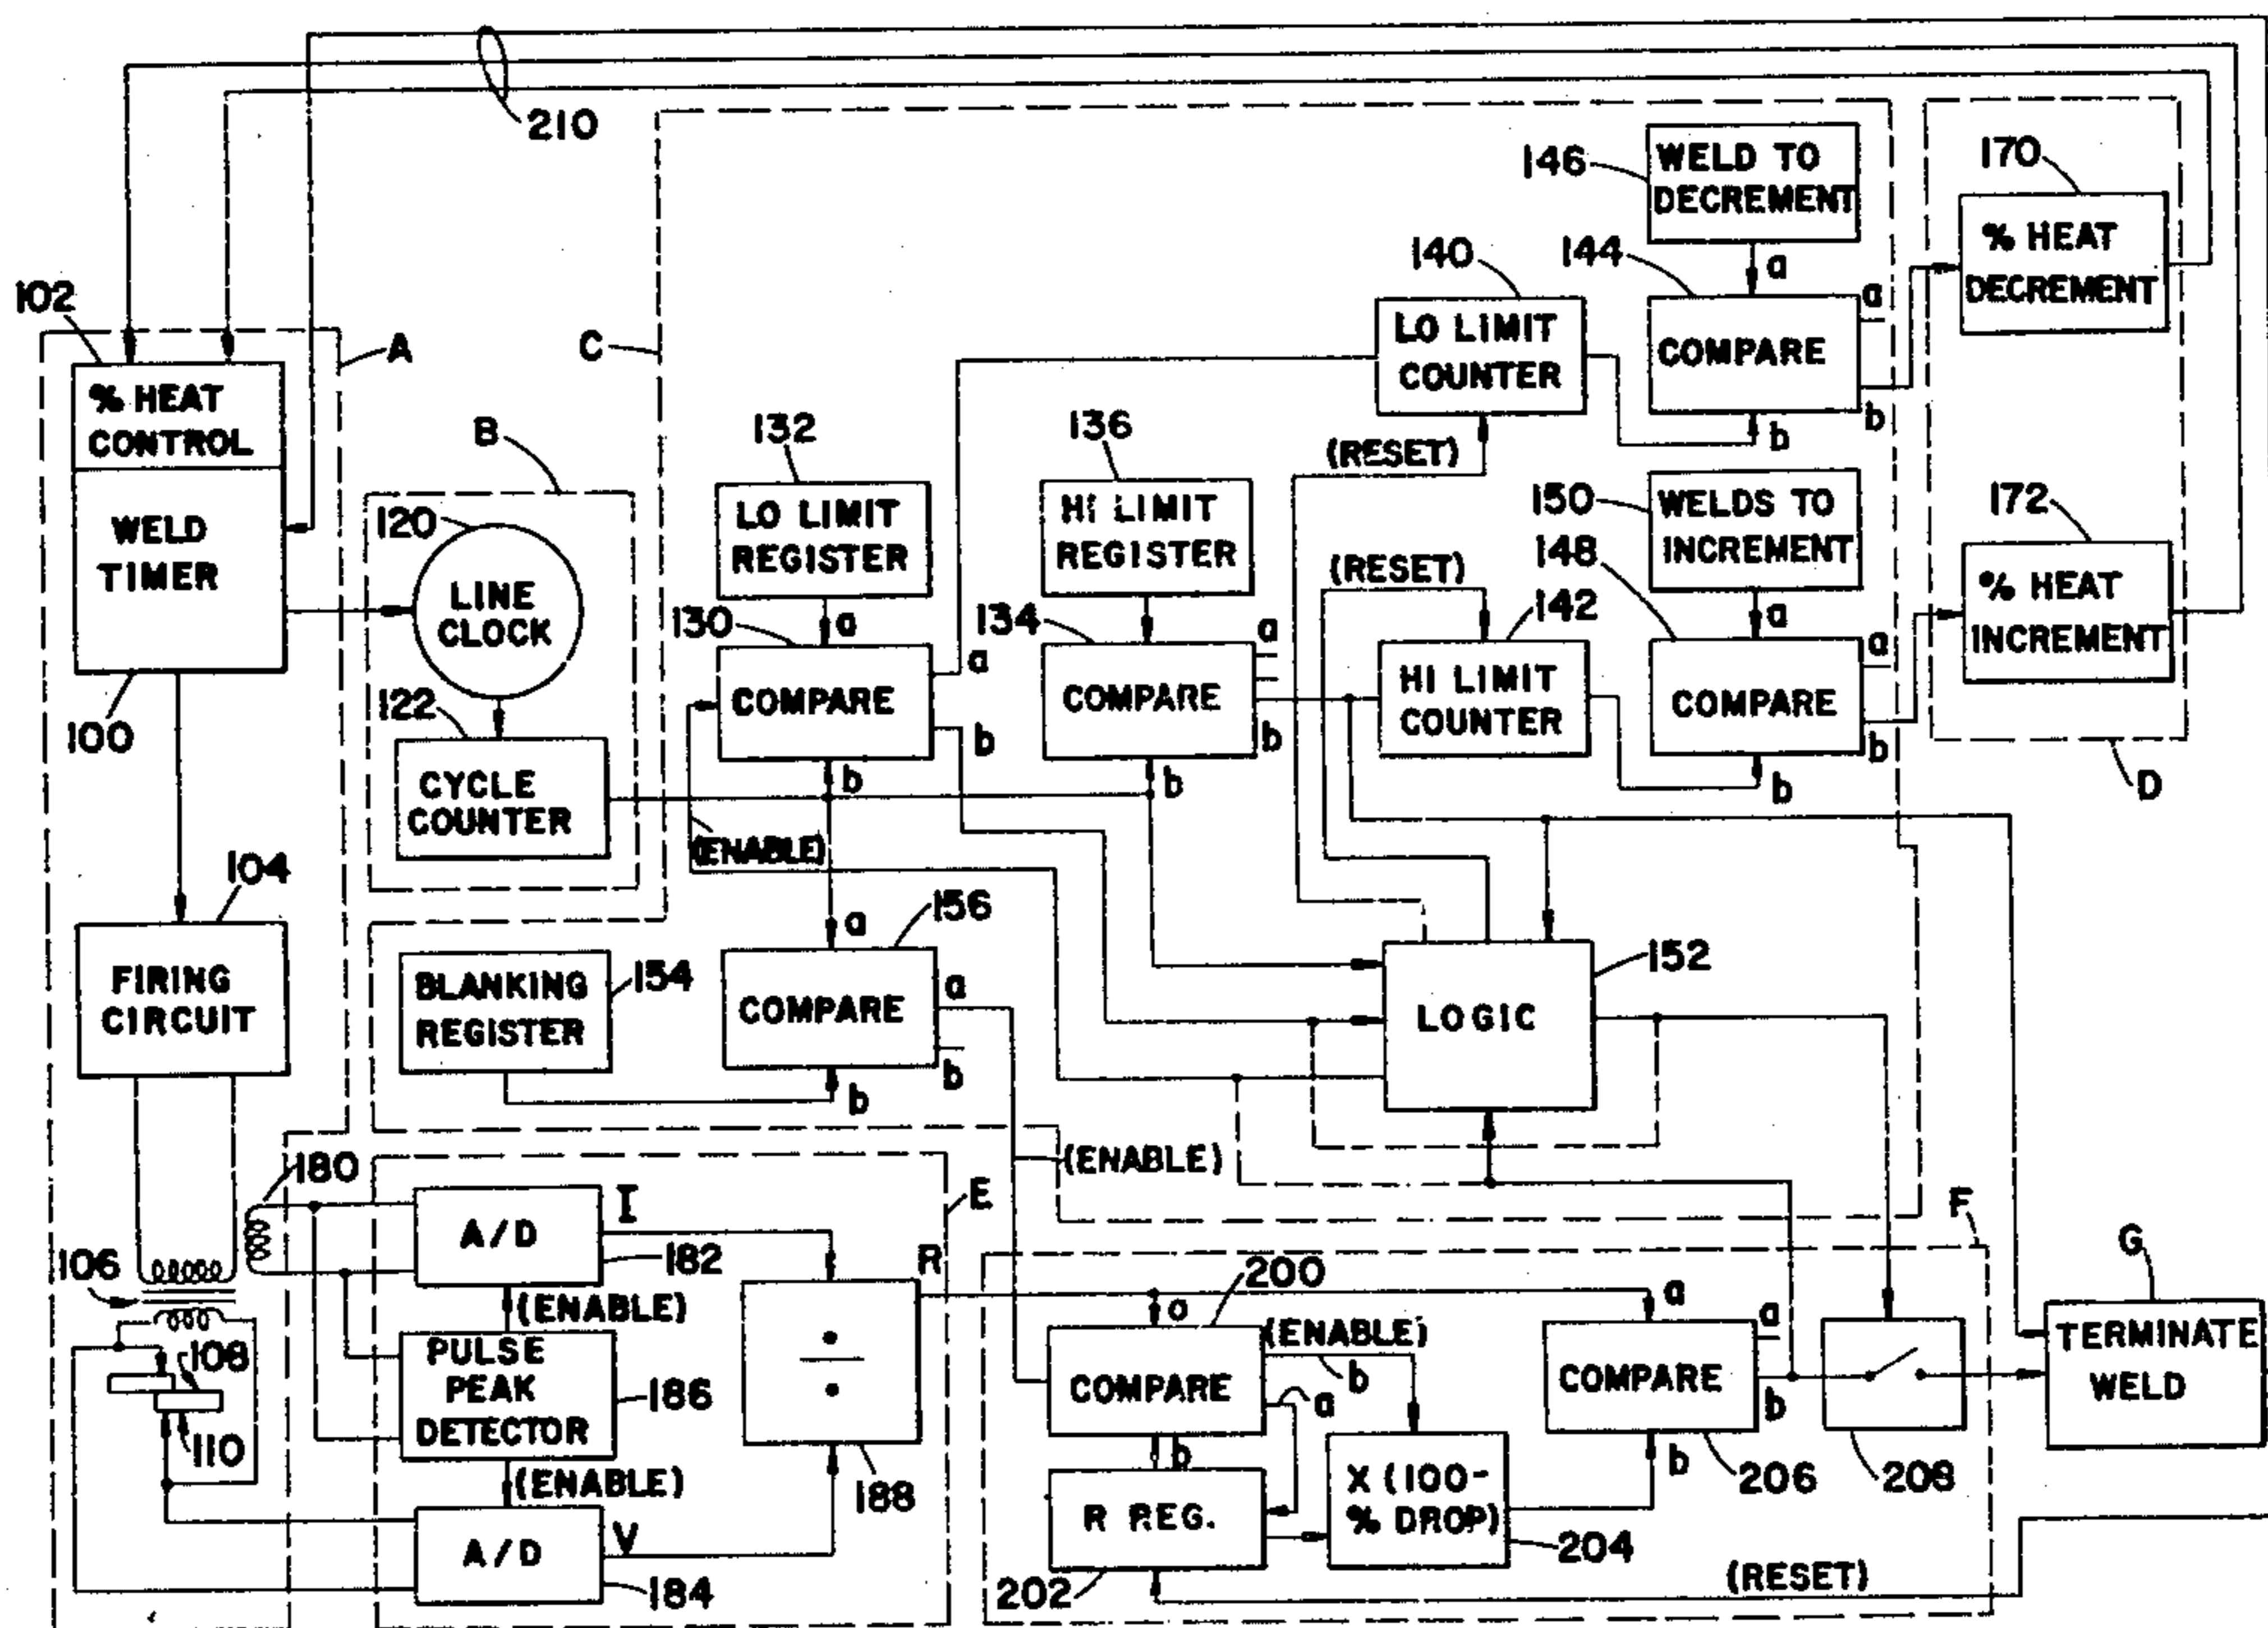 210
146
WELD TO
DECREMENT
170
% HEAT
DECREMENT
140
144
a
a
102
A
C
LO LIMIT
COUNTER
COMPARE
b
b
% HEAT
CONTROL
B
132
136
(RESET)
WELD
TIMER
120
LINE
CLOCK
LO LIMIT
REGISTER
HI LIMIT
REGISTER
150
WELDS TO
INCREMENT
148
172
% HEAT
INCREMENT
(RESET)
142
130
a
134
a
a
a
a
100
122
COMPARE
COMPARE
HI LIMIT
COUNTER
COMPARE
b
b
b
b
b
b
D
CYCLE
COUNTER
(ENABLE)
104
156
a
152
FIRING
CIRCUIT
BLANKING
REGISTER
154
COMPARE
a
b
b
LOGIC
180
(ENABLE)
E
F
G
A/D
I
182
R
106
(ENABLE)
200
o
a
a
(ENABLE)
108
PULSE
PEAK
DETECTOR
186
÷
COMPARE
b
a
COMPARE
b
TERMINATE
WELD
110
(ENABLE)
188
b
b
206
208
A/D
V
184
R REG.
X (100-
% DROP)
204
202
(RESET)